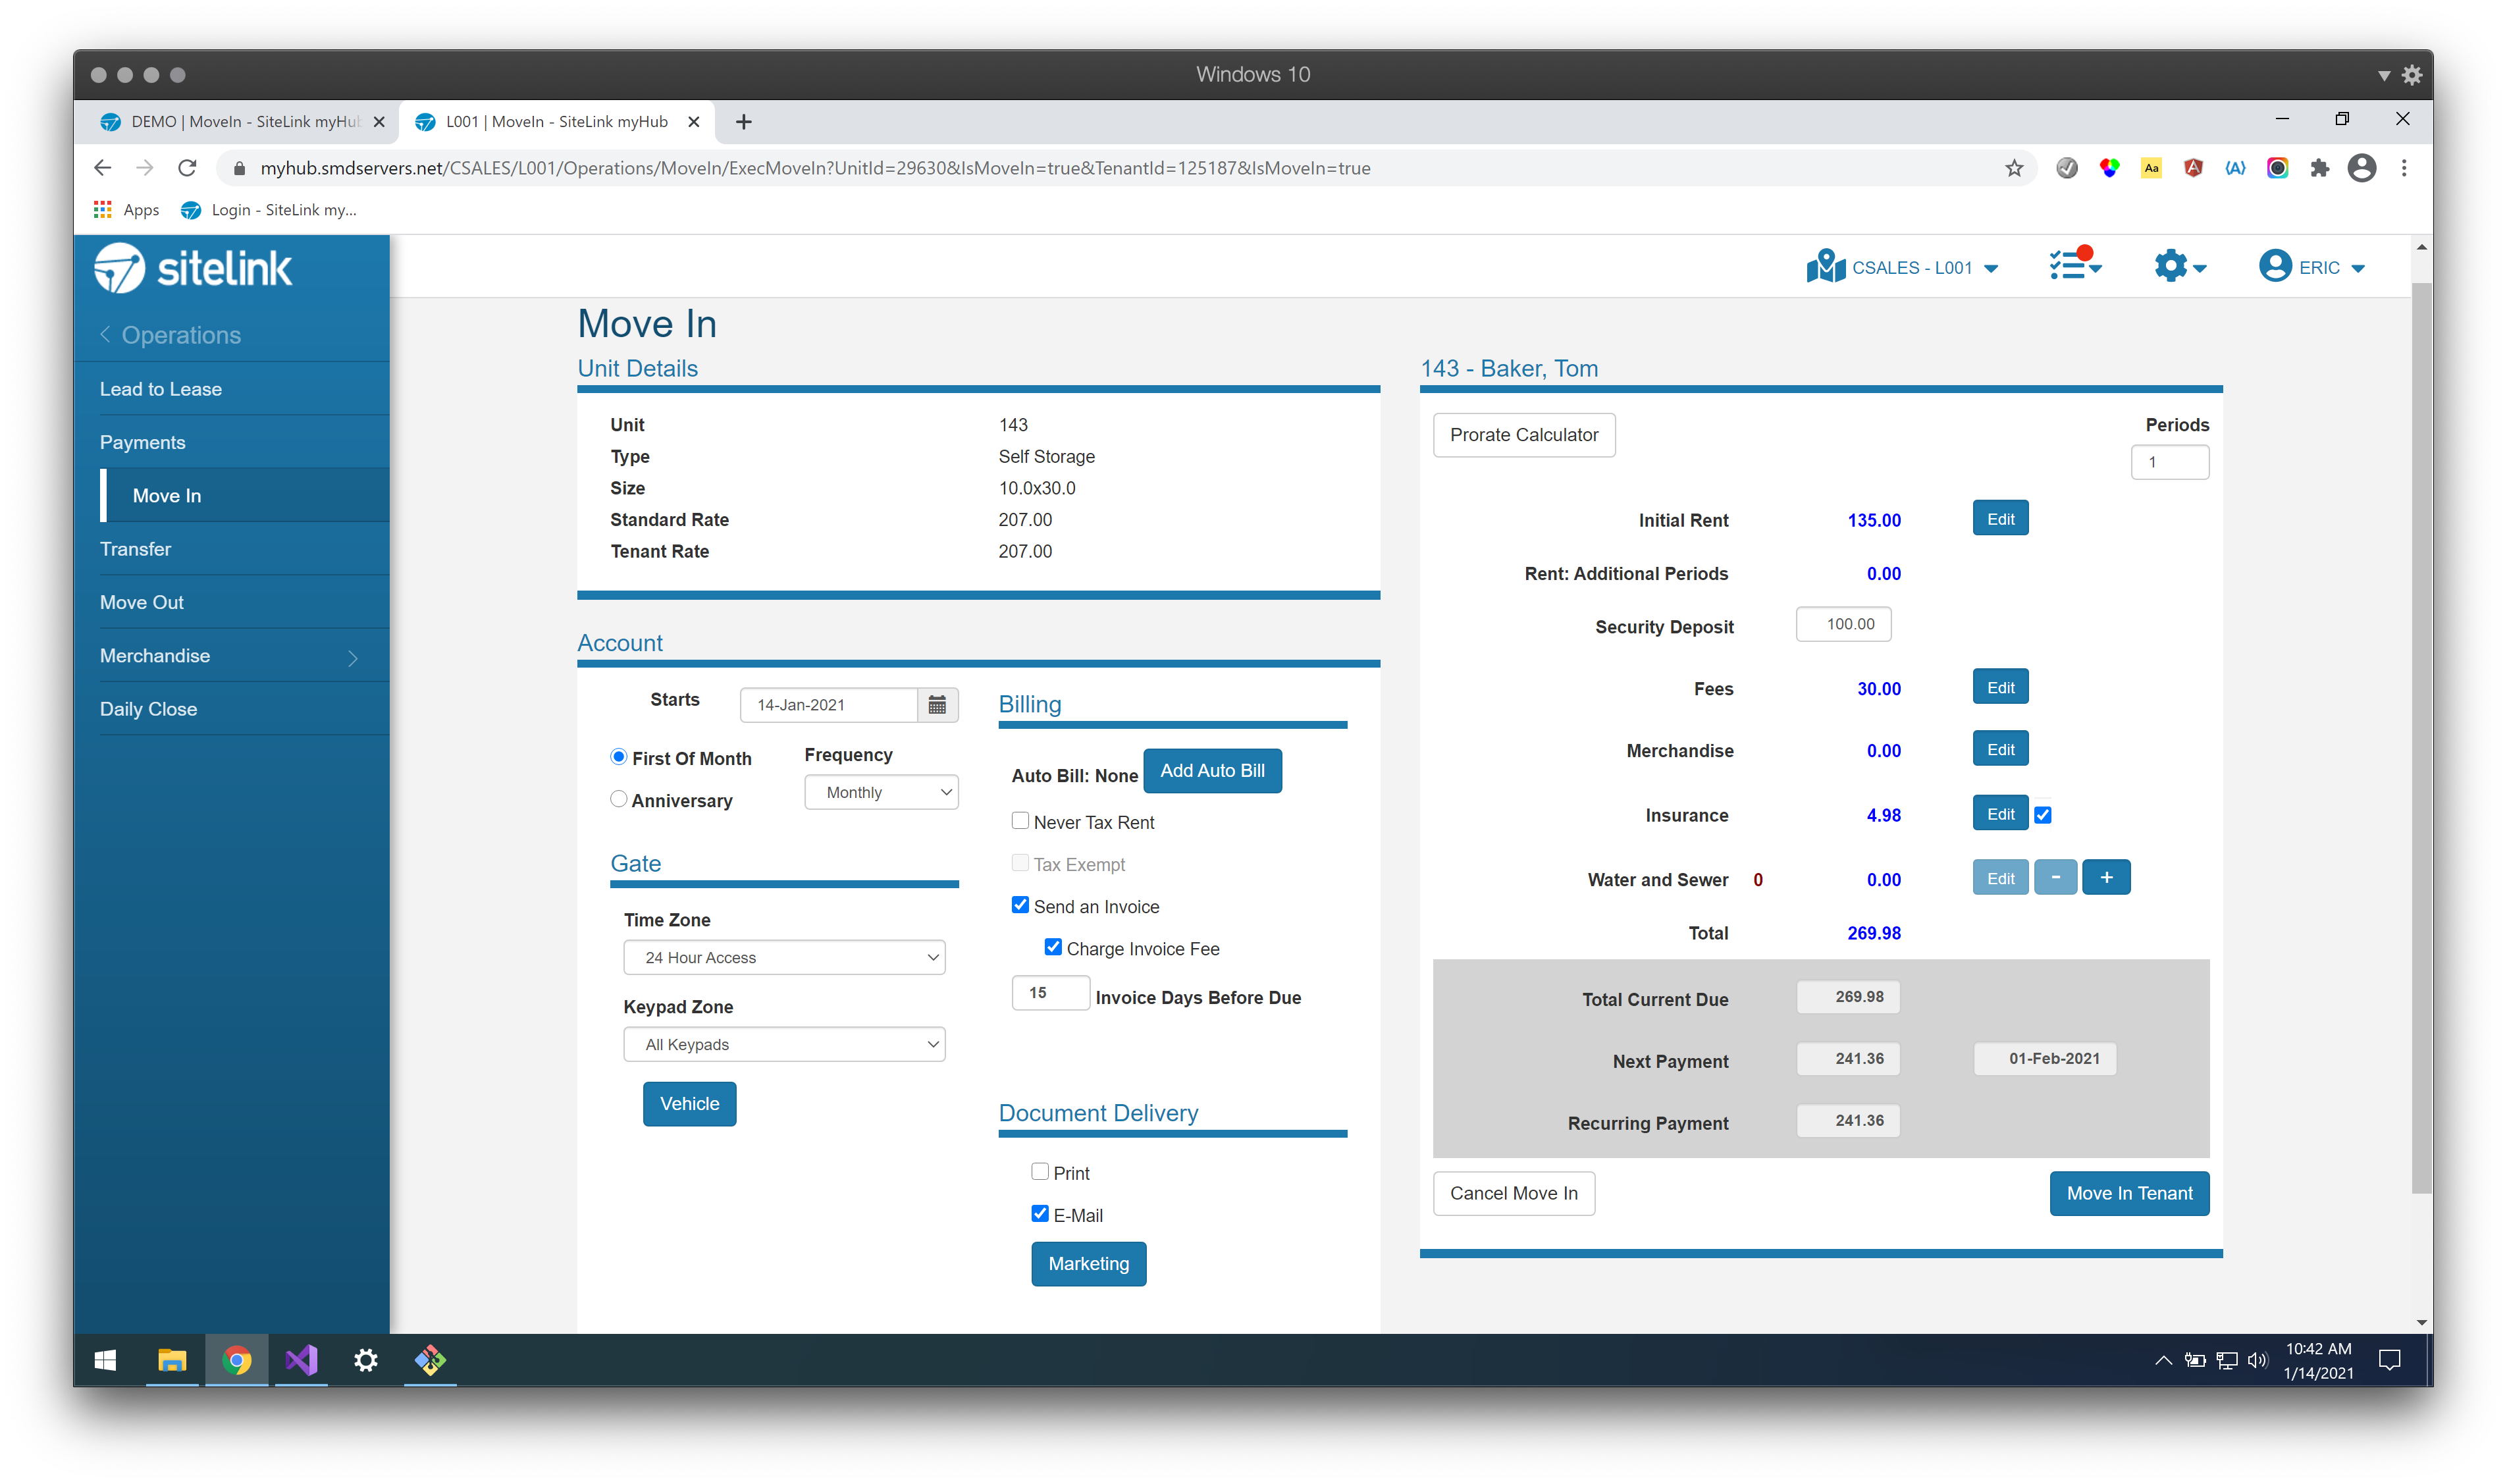 Windows 10
DEMO | MoveIn - SiteLink myHub
L001 | MoveIn - SiteLink myHub
myhub.smdservers.net/CSALES/L001/Operations/MoveIn/ExecMoveIn?UnitId=29630&IsMoveIn=true&TenantId=125187&IsMoveIn=true
Aa
Apps
Login - SiteLink my...
sitelink
CSALES - L001
ERIC
Operations
Lead to Lease
Payments
Move In
Transfer
Move Out
Merchandise
Daily Close
Move In
Unit Details
Unit 143
Type Self Storage
Size 10.0x30.0
Standard Rate 207.00
Tenant Rate 207.00
Account
Starts 14-Jan-2021
First Of Month
Anniversary
Frequency
Monthly
Gate
Time Zone
24 Hour Access
Keypad Zone
All Keypads
Vehicle
Billing
Auto Bill: None Add Auto Bill
Never Tax Rent
Tax Exempt
Send an Invoice
Charge Invoice Fee
15 Invoice Days Before Due
Document Delivery
Print
E-Mail
Marketing
143 - Baker, Tom
Prorate Calculator
Periods
1
Initial Rent 135.00 Edit
Rent: Additional Periods 0.00
Security Deposit 100.00
Fees 30.00 Edit
Merchandise 0.00 Edit
Insurance 4.98 Edit
Water and Sewer 0 0.00 Edit - +
Total 269.98
Total Current Due 269.98
Next Payment 241.36 01-Feb-2021
Recurring Payment 241.36
Cancel Move In
Move In Tenant
10:42 AM
1/14/2021